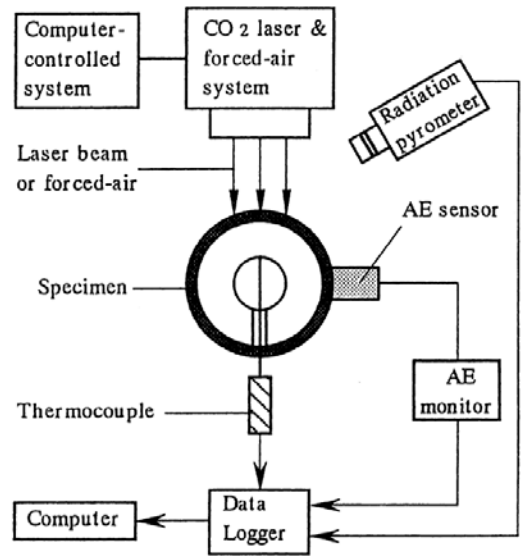 Computer-
controlled
system
CO 2 laser &
forced-air
system
Radiation
pyrometer
Laser beam
or forced-air
AE sensor
Specimen
AE
monitor
Thermocouple
Data
Logger
Computer